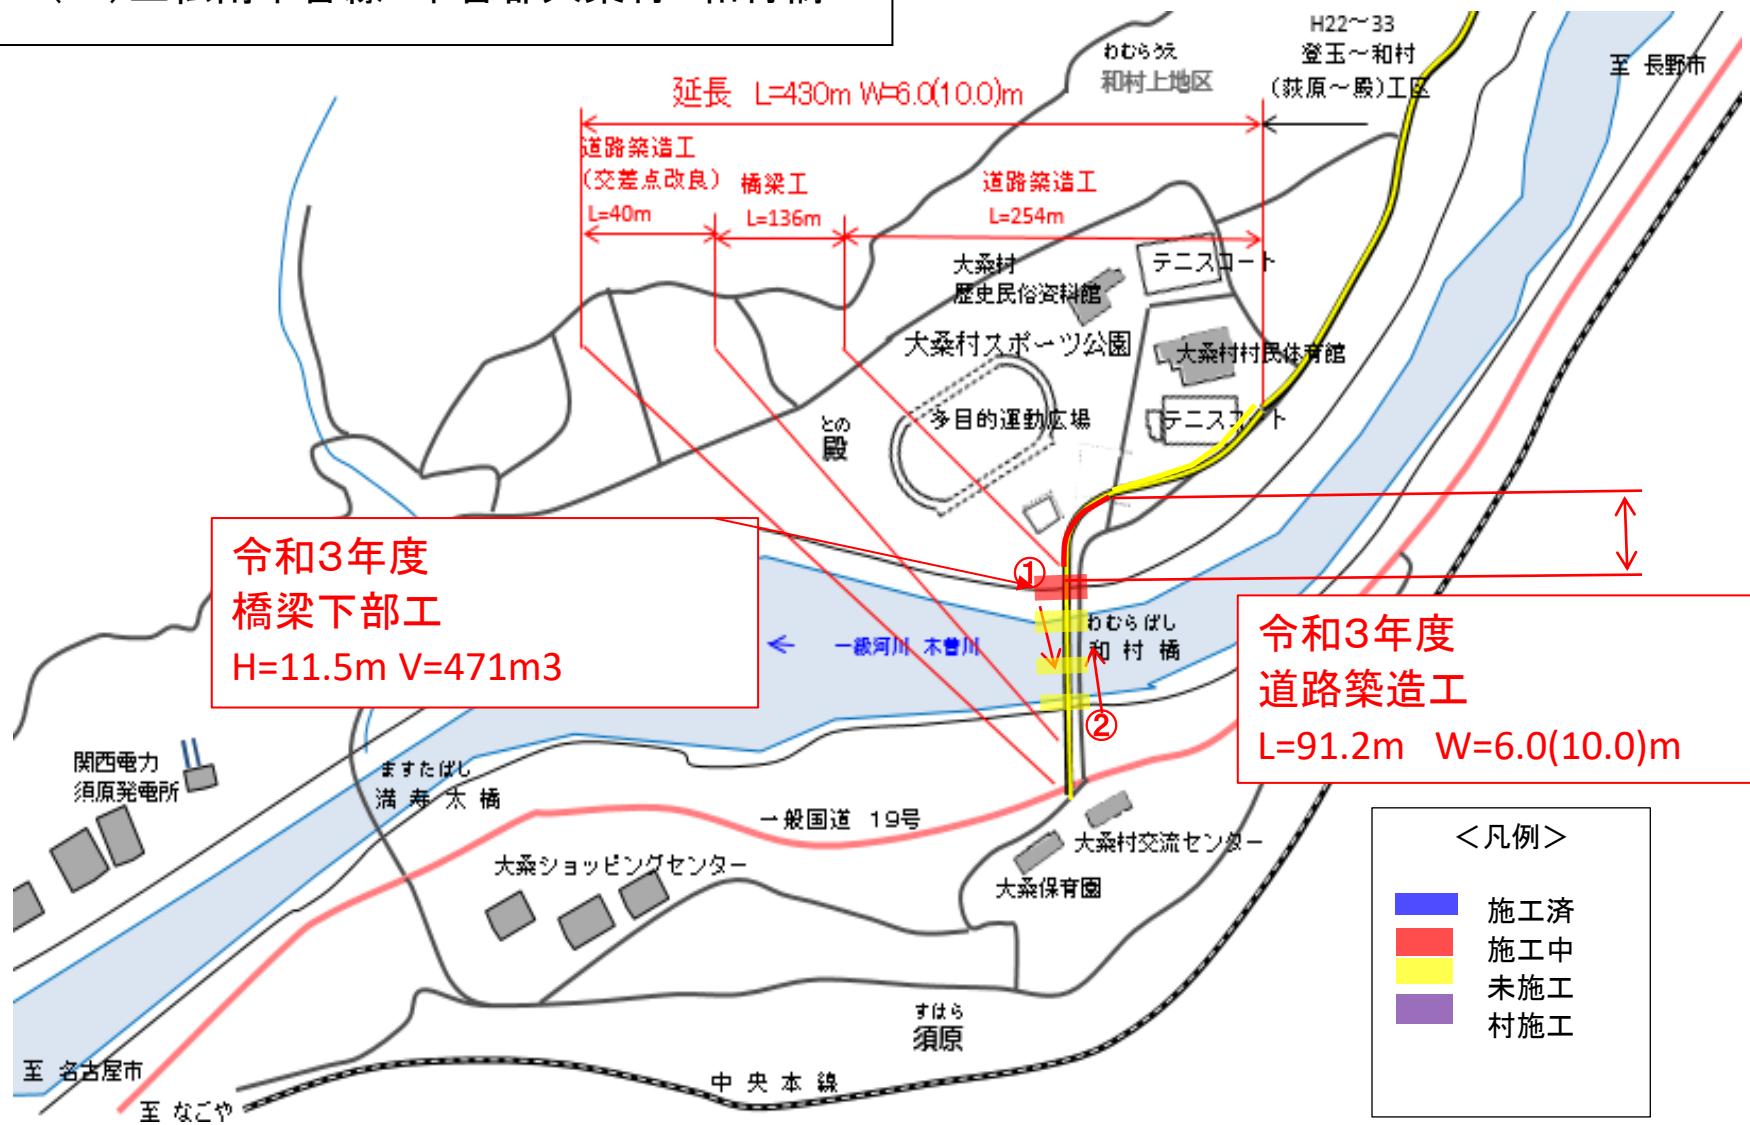 H22～33
登玉～和村
(荻原～殿)工区
至 長野市
わむらうえ
和村上地区
延長 L=430m W=6.0(10.0)m
道路築造工
(交差点改良)
L=40m
橋梁工
L=136m
道路築造工
L=254m
大桑村
歴史民俗資料館
テニスコート
大桑村スポーツ公園
大桑村村民体育館
多目的運動広場
テニスコート
との
殿
令和3年度
橋梁下部工
H=11.5m V=471m3
①
← 一級河川 木曽川
わむらばし
和村橋
②
令和3年度
道路築造工
L=91.2m W=6.0(10.0)m
関西電力
須原発電所
ますたばし
満寿太橋
一般国道 19号
大桑ショッピングセンター
大桑村交流センター
大桑保育園
<凡例>
施工済
施工中
未施工
村施工
すはら
須原
中央本線
至 名古屋市
至 なごや